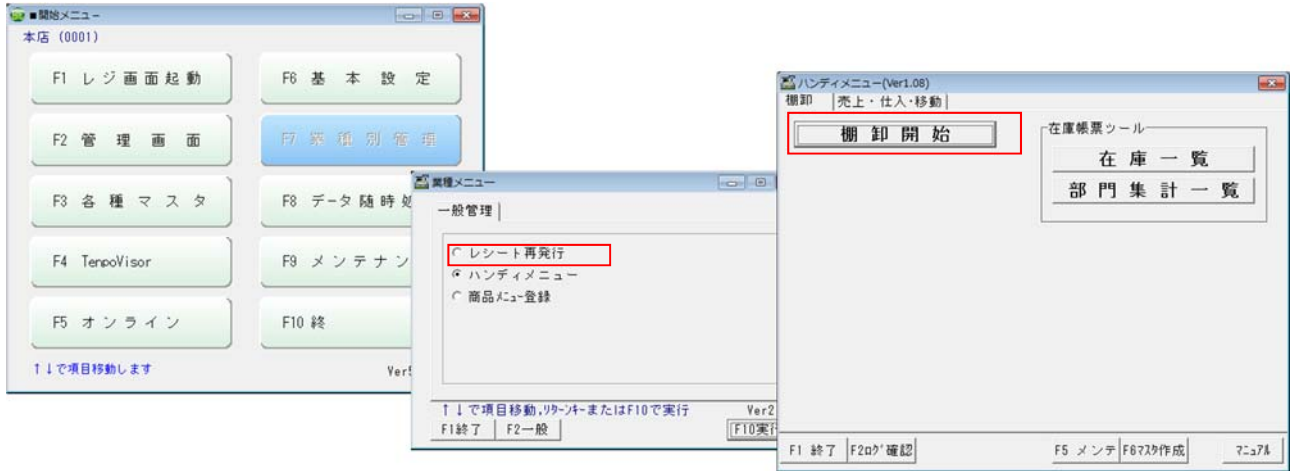 ■開始メニュー
本店 (0001)
F1 レジ画面起動
F6 基本設定
F2 管理画面
F7 業種別管理
F3 各種マスタ
F8 データ随時処
F4 TenpoVisor
F9 メンテナン
F5 オンライン
F10 終
↑↓で項目移動します
Ver5
業種メニュー
一般管理
レシート再発行
ハンディメニュー
商品メニュー登録
↑↓で項目移動,リターンキーまたはF10で実行
Ver2
F1終了
F2一般
F10実行
ハンディメニュー(Ver1.08)
棚卸
売上・仕入・移動
棚卸開始
在庫帳票ツール
在庫一覧
部門集計一覧
F1 終了
F2ログ確認
F5 メンテ
F6マスタ作成
マニュアル